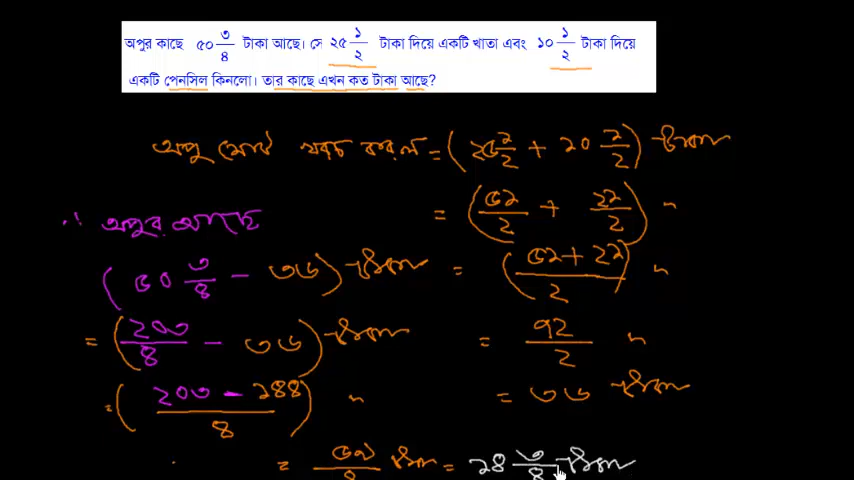 অপুর কাছে ৫০ ৩/৪ টাকা আছে। সে ২৫ ১/২ টাকা দিয়ে একটি খাতা এবং ১০ ১/২ টাকা দিয়ে
একটি পেনসিল কিনলো। তার কাছে এখন কত টাকা আছে?
অপু মোট খরচ করল = (২৫ ১/২ + ১০ ১/২) টাকা
= (৫১/২ + ২১/২) "
= (৫১ + ২১)/২ "
= ৭২/২ "
= ৩৬ টাকা
∴ অপুর আছে
(৫০ ৩/৪ − ৩৬) টাকা
= (২০৩/৪ − ৩৬) টাকা
= (২০৩ − ১৪৪/৪) "
= ৫৯/৪ টাকা = ১৪ ৩/৪ টাকা